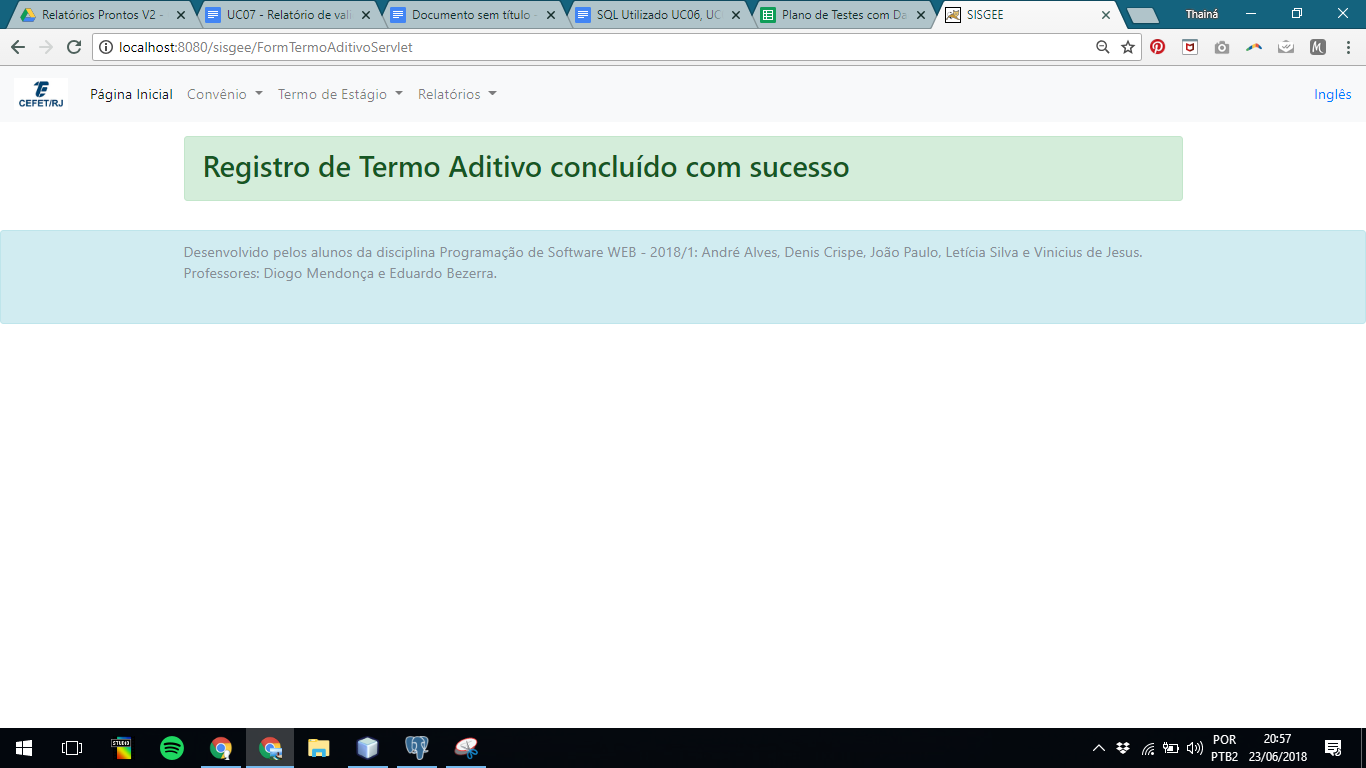 Relatórios Prontos V2 -
UC07 - Relatório de vali
Documento sem título -
SQL Utilizado UC06, UC
Plano de Testes com Da
SISGEE
Thainá
localhost:8080/sisgee/FormTermoAditivoServlet
CEFET/RJ
Página Inicial
Convênio
Termo de Estágio
Relatórios
Inglês
Registro de Termo Aditivo concluído com sucesso
Desenvolvido pelos alunos da disciplina Programação de Software WEB - 2018/1: André Alves, Denis Crispe, João Paulo, Letícia Silva e Vinicius de Jesus.
Professores: Diogo Mendonça e Eduardo Bezerra.
STUDIO
POR
PTB2
20:57
23/06/2018